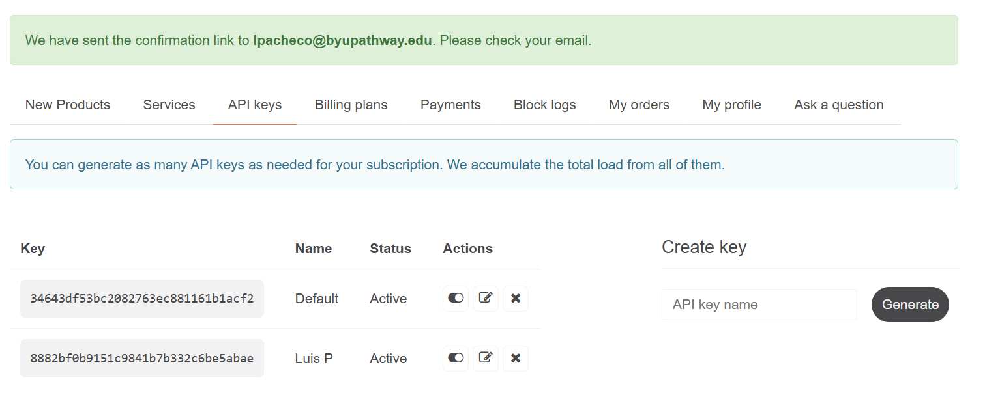 We have sent the confirmation link to lpacheco@byupathway.edu. Please check your email.
New Products Services API keys Billing plans Payments Block logs My orders My profile Ask a question
You can generate as many API keys as needed for your subscription. We accumulate the total load from all of them.
Key Name Status Actions
34643df53bc2082763ec881161b1acf2 Default Active
8882bf0b9151c9841b7b332c6be5abae Luis P Active
Create key
API key name Generate